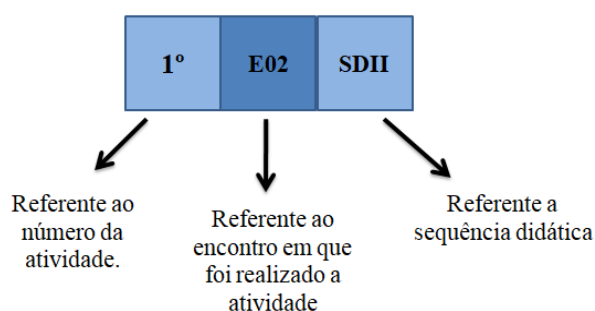 1º E02 SDII
Referente ao
número da
atividade.
Referente ao
encontro em que
foi realizado a
atividade
Referente a
sequência didática